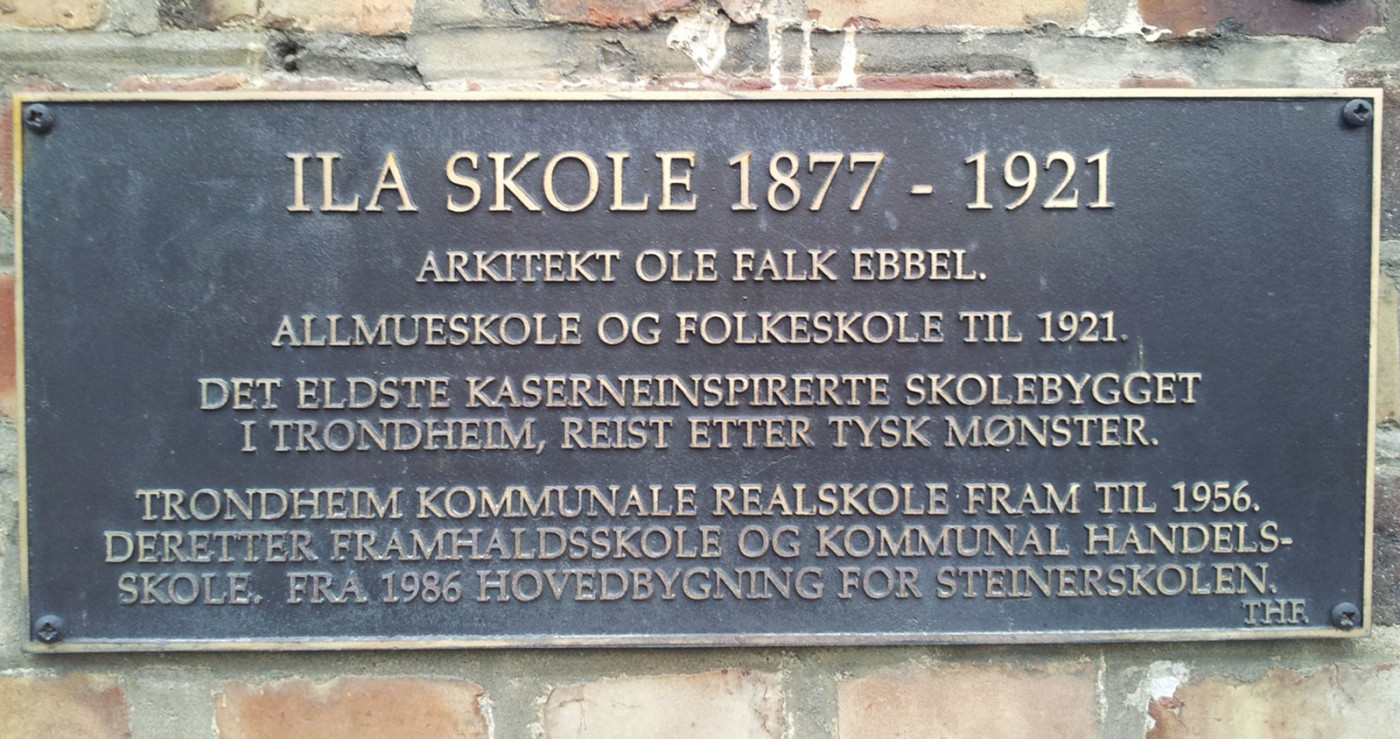 ILA SKOLE 1877 - 1921
ARKITEKT OLE FALK EBBEL.
ALLMUESKOLE OG FOLKESKOLE TIL 1921.
DET ELDSTE KASERNEINSPIRERTE SKOLEBYGGET
I TRONDHEIM, REIST ETTER TYSK MØNSTER.
TRONDHEIM KOMMUNALE REALSKOLE FRAM TIL 1956.
DERETTER FRAMHALDSSKOLE OG KOMMUNAL HANDELS-
SKOLE. FRA 1986 HOVEDBYGNING FOR STEINERSKOLEN.
THF.